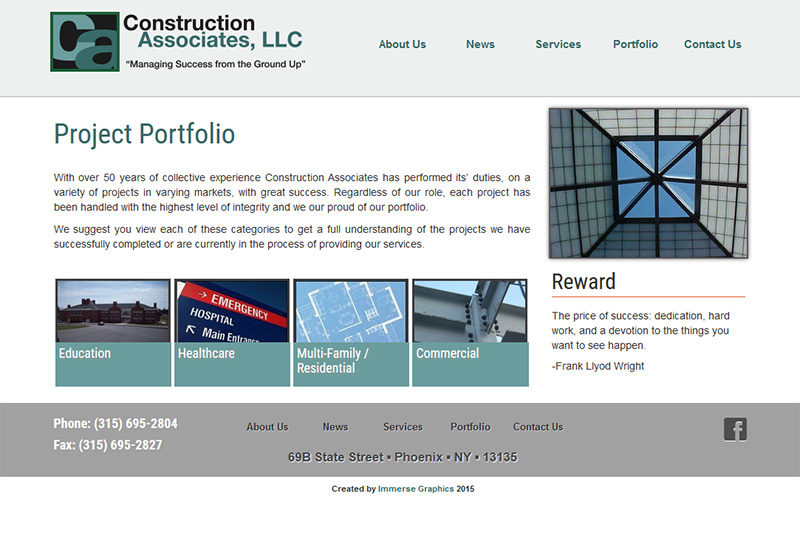 Ca
Construction
Associates, LLC
“Managing Success from the Ground Up”
About Us News Services Portfolio Contact Us
Project Portfolio
With over 50 years of collective experience Construction Associates has performed its’ duties, on a
variety of projects in varying markets, with great success. Regardless of our role, each project has
been handled with the highest level of integrity and we our proud of our portfolio.
We suggest you view each of these categories to get a full understanding of the projects we have
successfully completed or are currently in the process of providing our services.
EMERGENCY
HOSPITAL
Main Entrance
Education
Healthcare
Multi-Family /
Residential
Commercial
Reward
The price of success: dedication, hard
work, and a devotion to the things you
want to see happen.
-Frank Llyod Wright
Phone: (315) 695-2804
Fax: (315) 695-2827
About Us News Services Portfolio Contact Us
69B State Street ▪ Phoenix ▪ NY ▪ 13135
f
Created by Immerse Graphics 2015